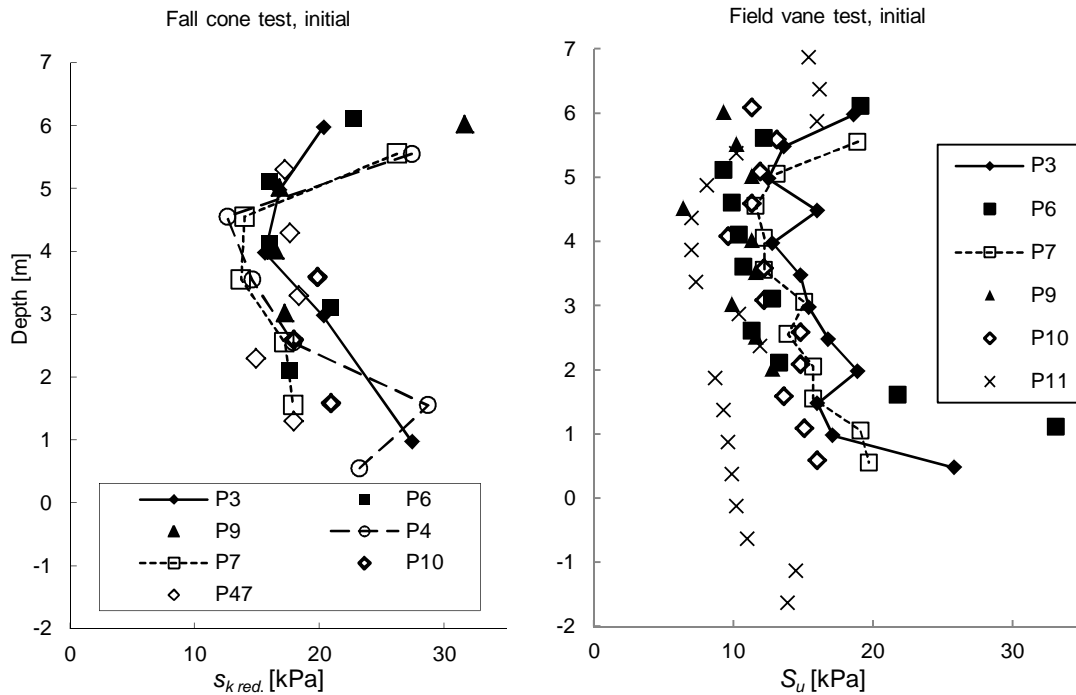 Fall cone test, initial
7
6
5
4
3
2
1
0
-1
-2
Depth [m]
0 10 20 30
s_k red. [kPa]
P3 P6
P9 P4
P7 P10
P47
Field vane test, initial
7
6
5
4
3
2
1
0
-1
-2
0 10 20 30
S_u [kPa]
P3
P6
P7
P9
P10
P11